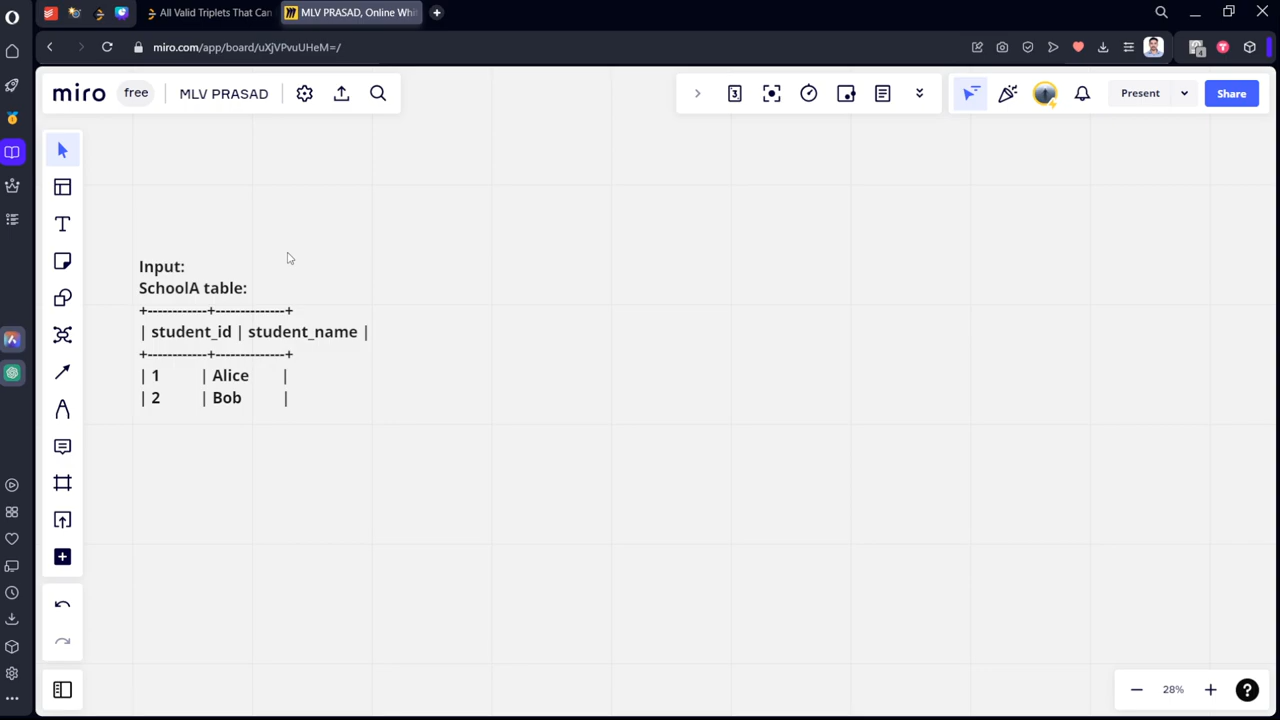 All Valid Triplets That Can
MLV PRASAD, Online Whi
miro.com/app/board/uXjVPvuUHeM=/
miro
free
MLV PRASAD
3
Present
Share
Input:
SchoolA table:
+------------+--------------+
| student_id | student_name |
+------------+--------------+
| 1 | Alice |
| 2 | Bob |
28%
?